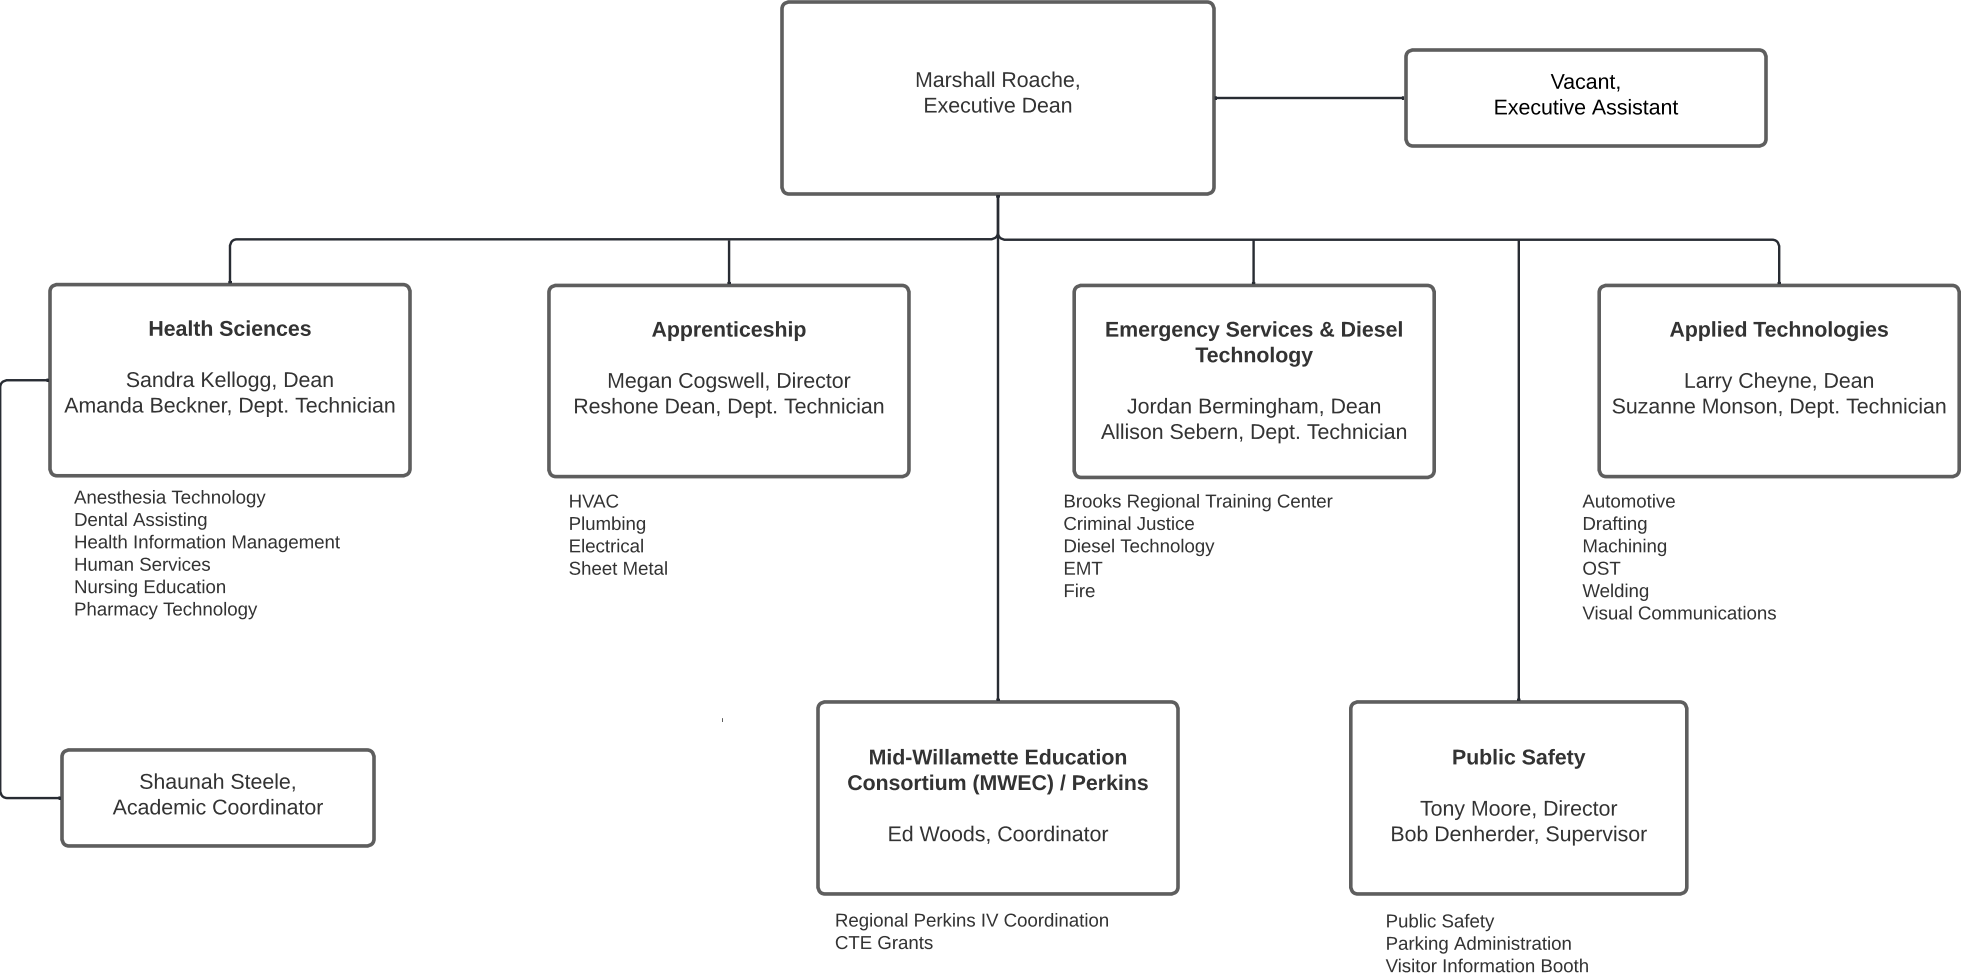 Marshall Roache,
Executive Dean
Vacant,
Executive Assistant
Health Sciences
Sandra Kellogg, Dean
Amanda Beckner, Dept. Technician
Anesthesia Technology
Dental Assisting
Health Information Management
Human Services
Nursing Education
Pharmacy Technology
Apprenticeship
Megan Cogswell, Director
Reshone Dean, Dept. Technician
HVAC
Plumbing
Electrical
Sheet Metal
Emergency Services & Diesel
Technology
Jordan Bermingham, Dean
Allison Sebern, Dept. Technician
Brooks Regional Training Center
Criminal Justice
Diesel Technology
EMT
Fire
Applied Technologies
Larry Cheyne, Dean
Suzanne Monson, Dept. Technician
Automotive
Drafting
Machining
OST
Welding
Visual Communications
Shaunah Steele,
Academic Coordinator
Mid-Willamette Education
Consortium (MWEC) / Perkins
Ed Woods, Coordinator
Regional Perkins IV Coordination
CTE Grants
Public Safety
Tony Moore, Director
Bob Denherder, Supervisor
Public Safety
Parking Administration
Visitor Information Booth